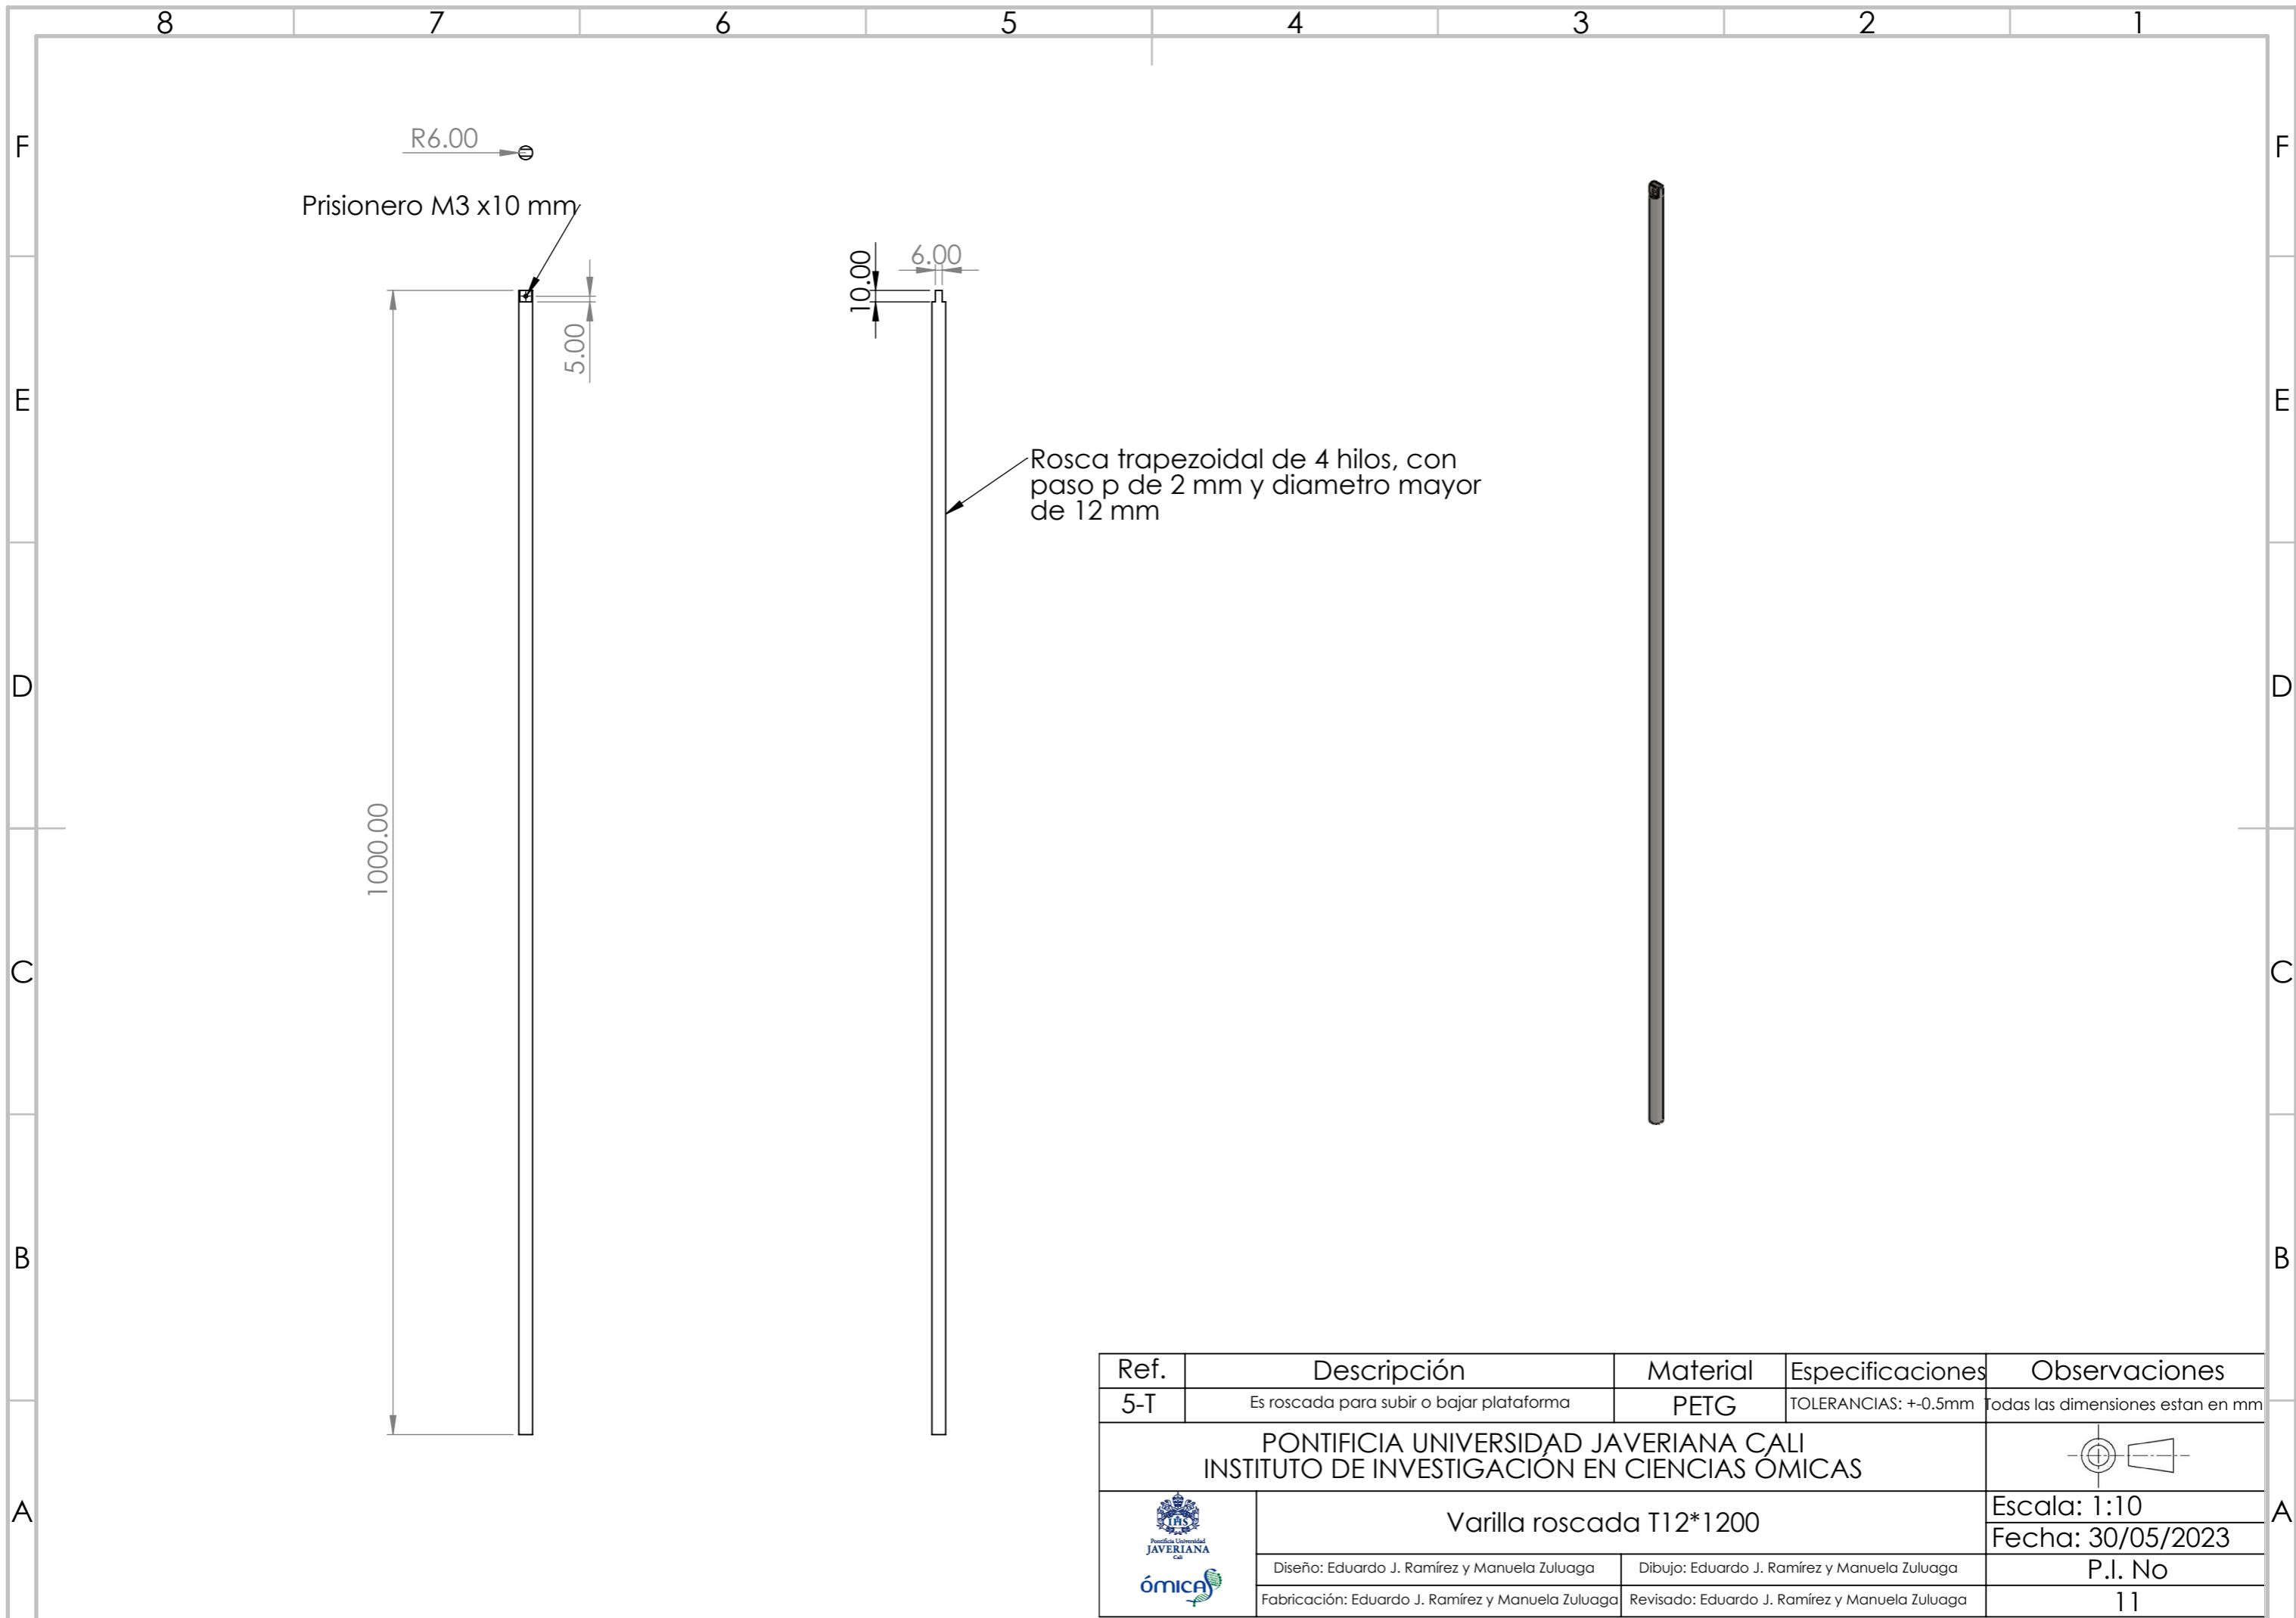 8 7 6 5 4 3 2 1
F F
R6.00
Prisionero M3 x10 mm
10.00
6.00
5.00
E E
Rosca trapezoidal de 4 hilos, con
paso p de 2 mm y diametro mayor
de 12 mm
D D
1000.00
C C
B B
Ref. Descripción Material Especificaciones Observaciones
5-T Es roscada para subir o bajar plataforma PETG TOLERANCIAS: +-0.5mm Todas las dimensiones estan en mm
PONTIFICIA UNIVERSIDAD JAVERIANA CALI
INSTITUTO DE INVESTIGACIÓN EN CIENCIAS ÓMICAS
A A
IHS
Pontificia Universidad
JAVERIANA
Cali
ómicas
Varilla roscada T12*1200
Escala: 1:10
Fecha: 30/05/2023
Diseño: Eduardo J. Ramírez y Manuela Zuluaga Dibujo: Eduardo J. Ramírez y Manuela Zuluaga P.I. No
Fabricación: Eduardo J. Ramírez y Manuela Zuluaga Revisado: Eduardo J. Ramírez y Manuela Zuluaga 11